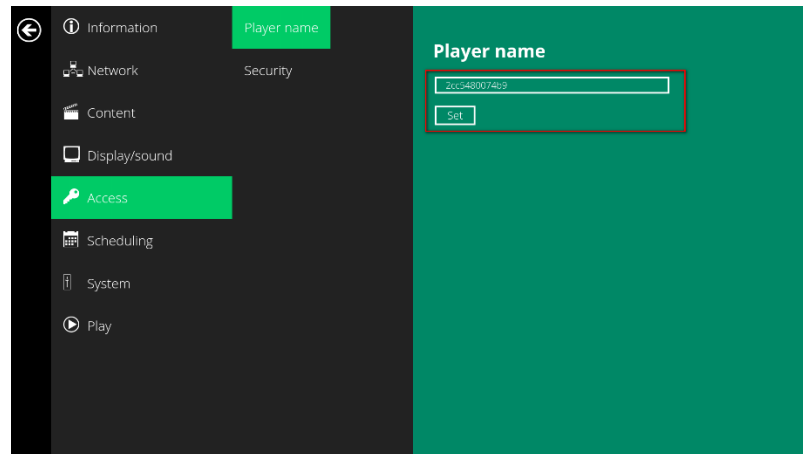 Information
Network
Content
Display/sound
Access
Scheduling
System
Play
Player name
Security
Player name
2cc5480074b9
Set